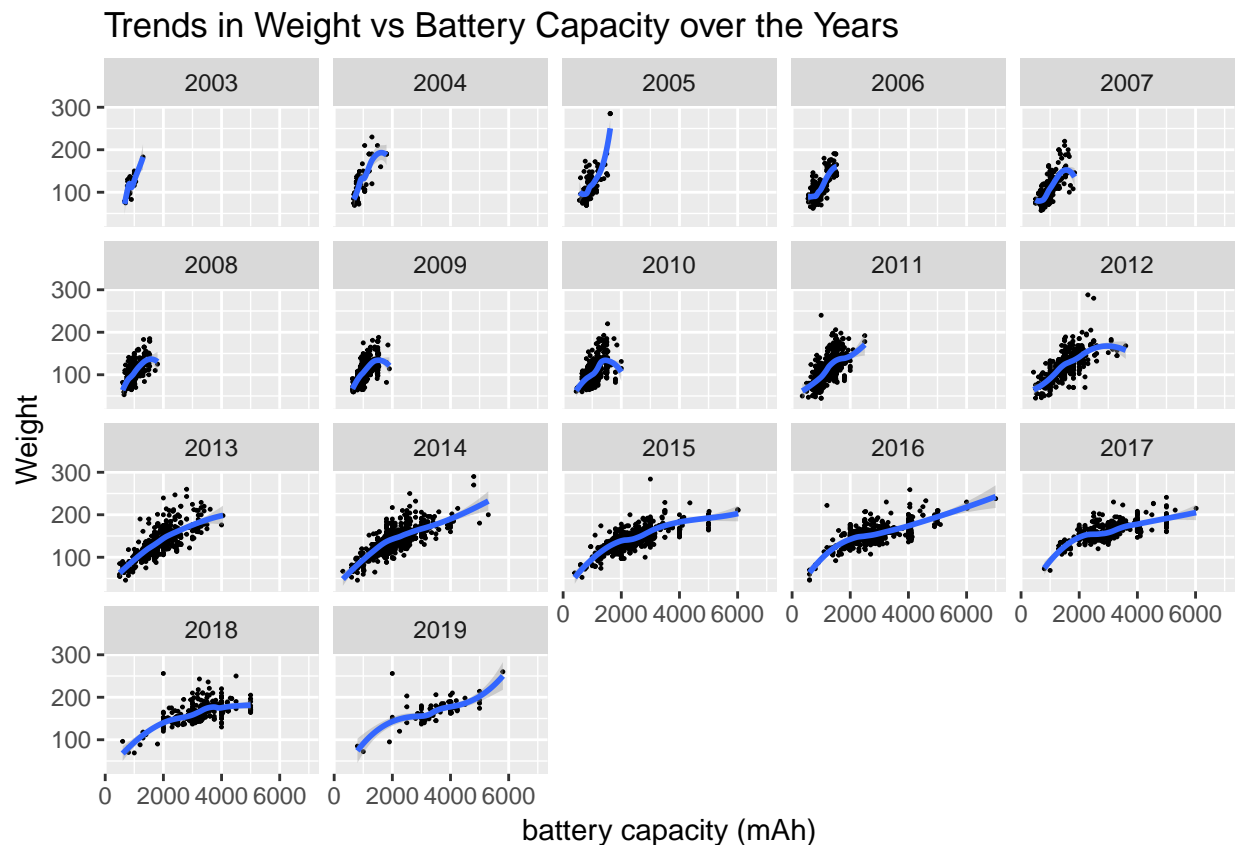 Trends in Weight vs Battery Capacity over the Years
2003 2004 2005 2006 2007
300
200
100
2008 2009 2010 2011 2012
300
200
100
Weight
2013 2014 2015 2016 2017
300
200
100
0 2000 4000 6000 0 2000 4000 6000 0 2000 4000 6000
2018 2019
300
200
100
0 2000 4000 6000 0 2000 4000 6000
battery capacity (mAh)